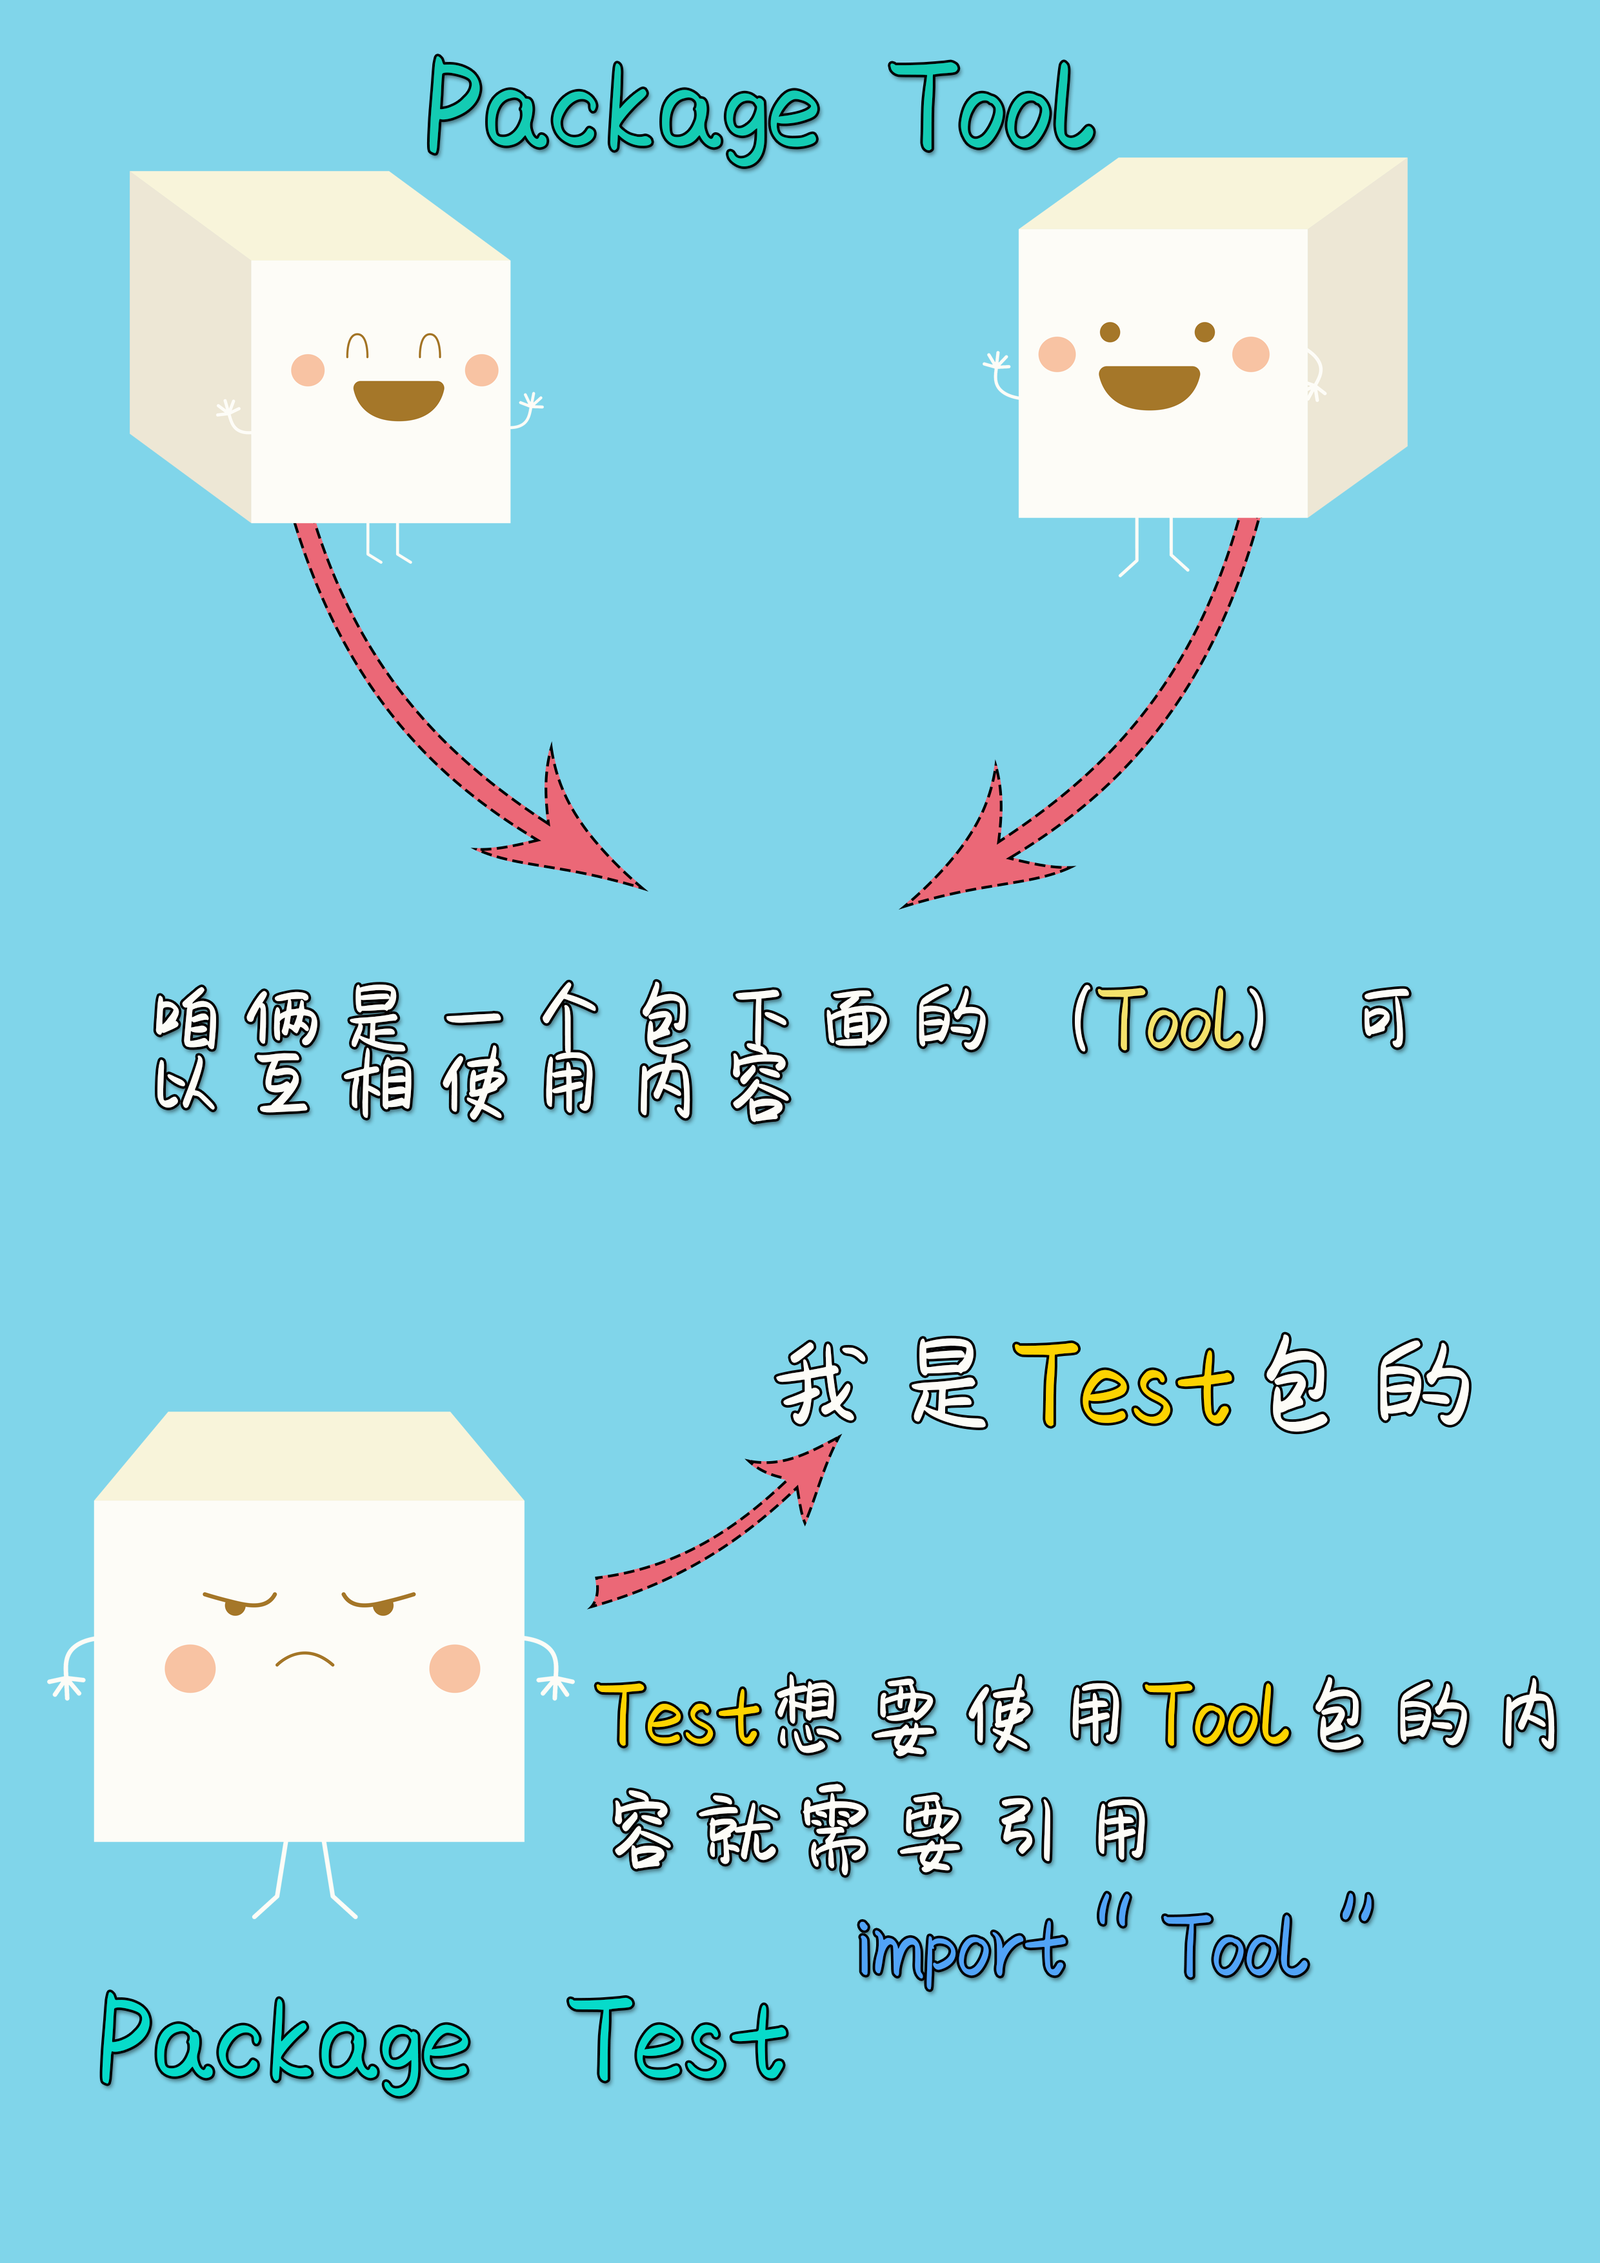 Package Tool
咱俩是一个包下面的 (Tool) 可
以互相使用内容
我是Test包的
Test想要使用Tool包的内
容就需要引用
import “ Tool ”
Package Test